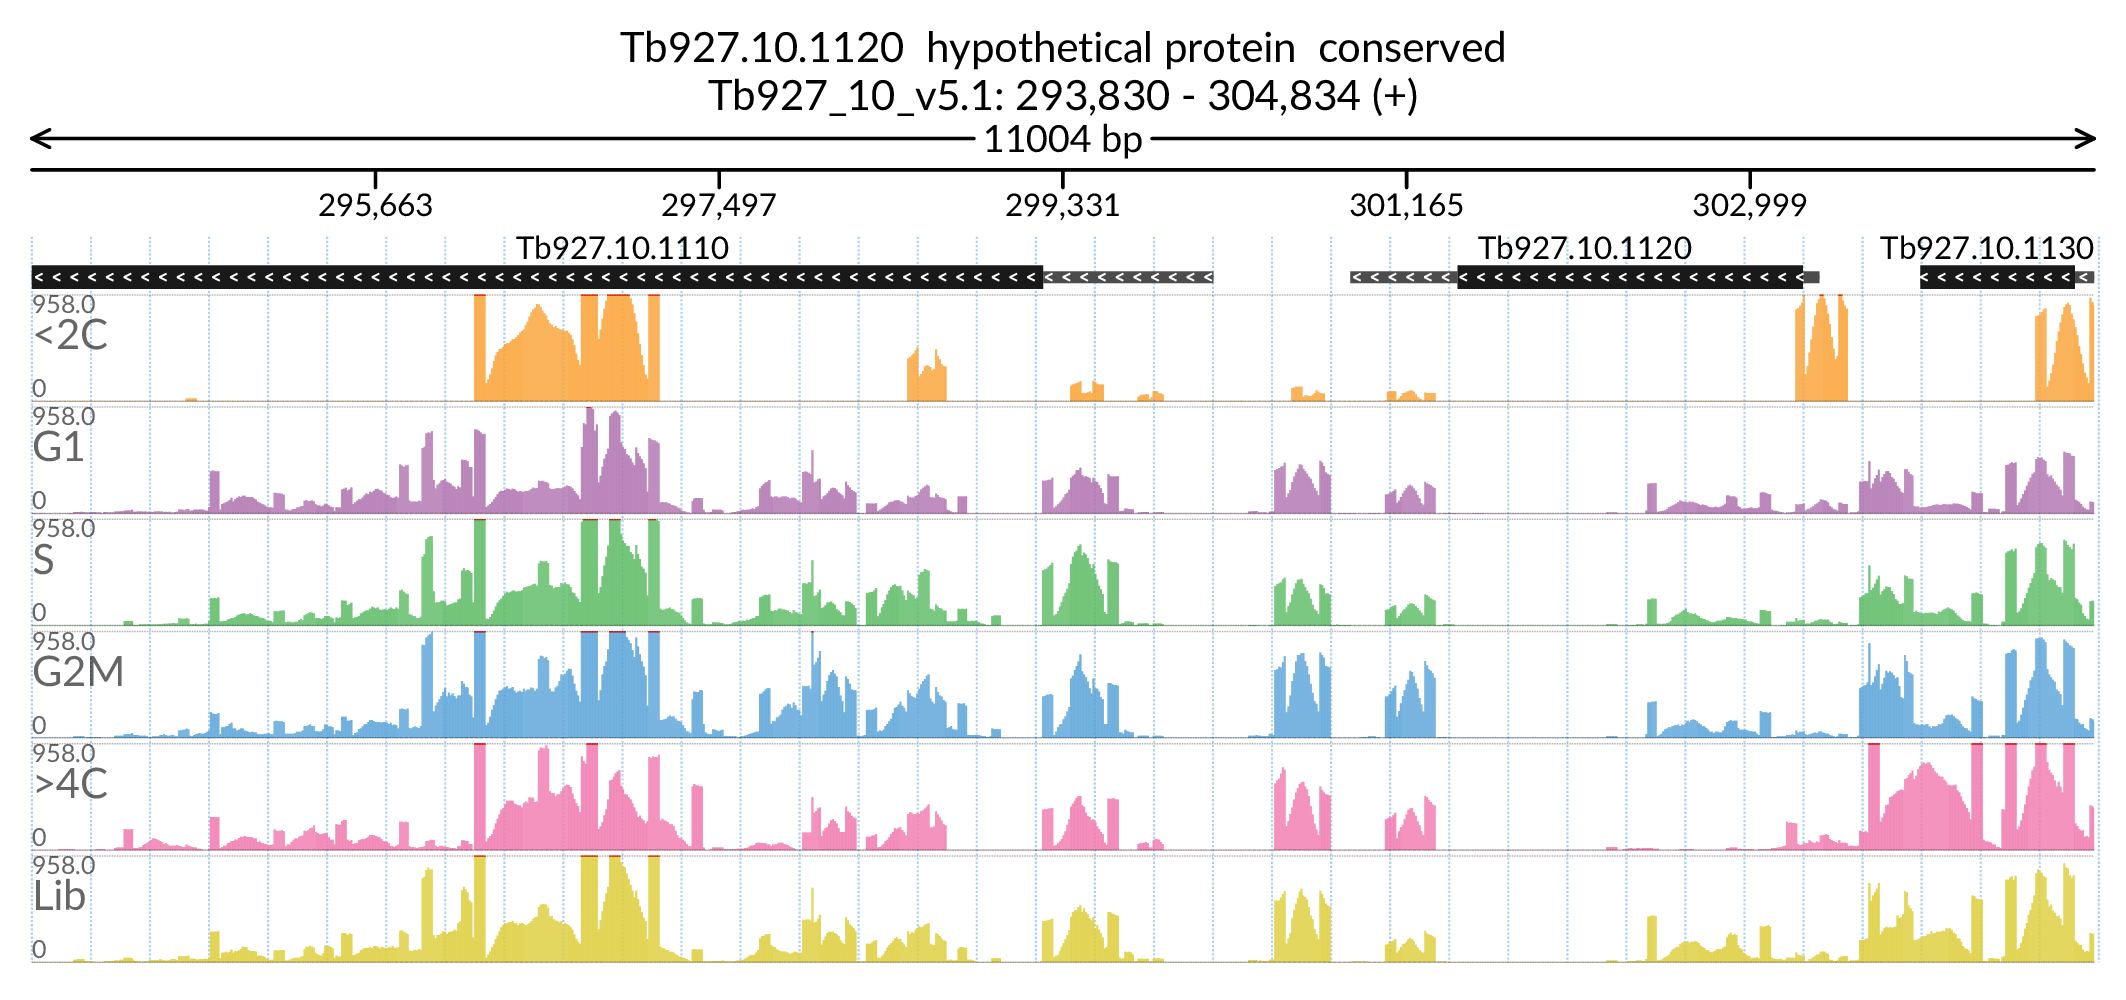 Tb927.10.1120  hypothetical protein  conserved
Tb927_10_v5.1: 293,830 - 304,834 (+)
11004 bp
295,663 297,497 299,331 301,165 302,999
Tb927.10.1110 Tb927.10.1120 Tb927.10.1130
958.0
<2C
0
958.0
G1
0
958.0
S
0
958.0
G2M
0
958.0
>4C
0
958.0
Lib
0